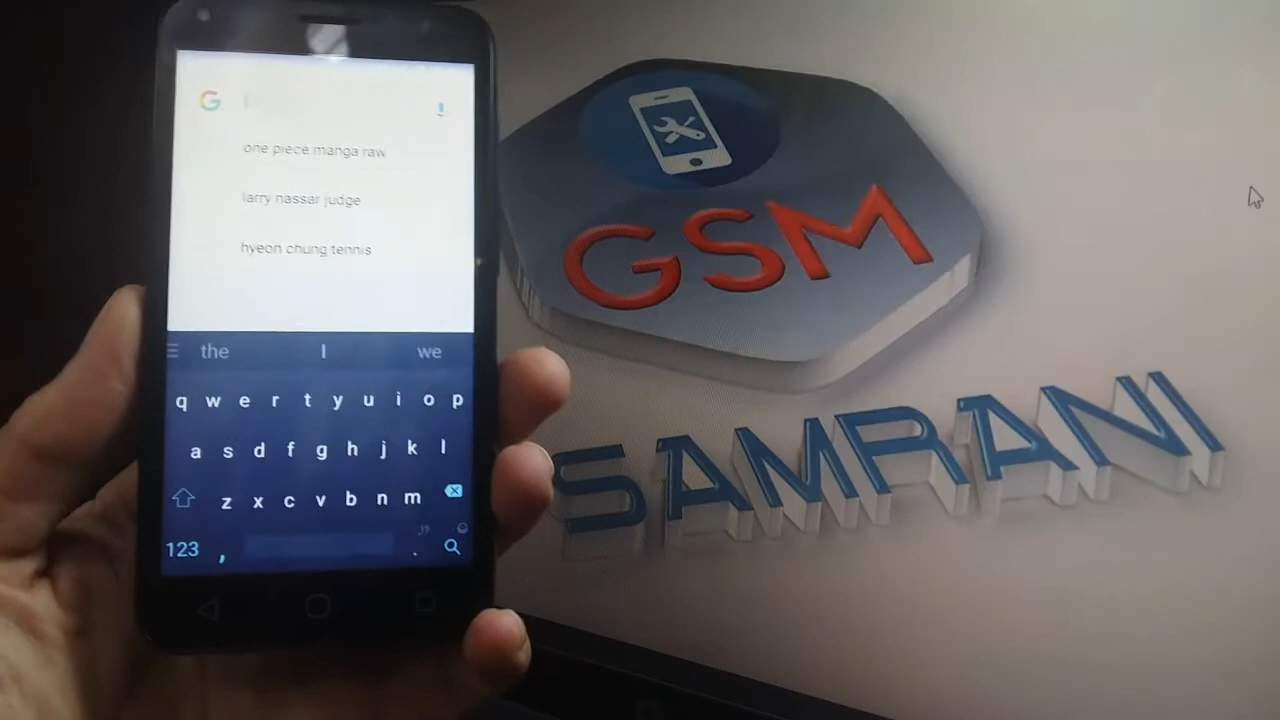 one piece manga raw
larry nassar judge
hyeon chung tennis
the I we
q w e r t y u i o p
a s d f g h j k l
z x c v b n m
123 , .
GSM
SAMRANI